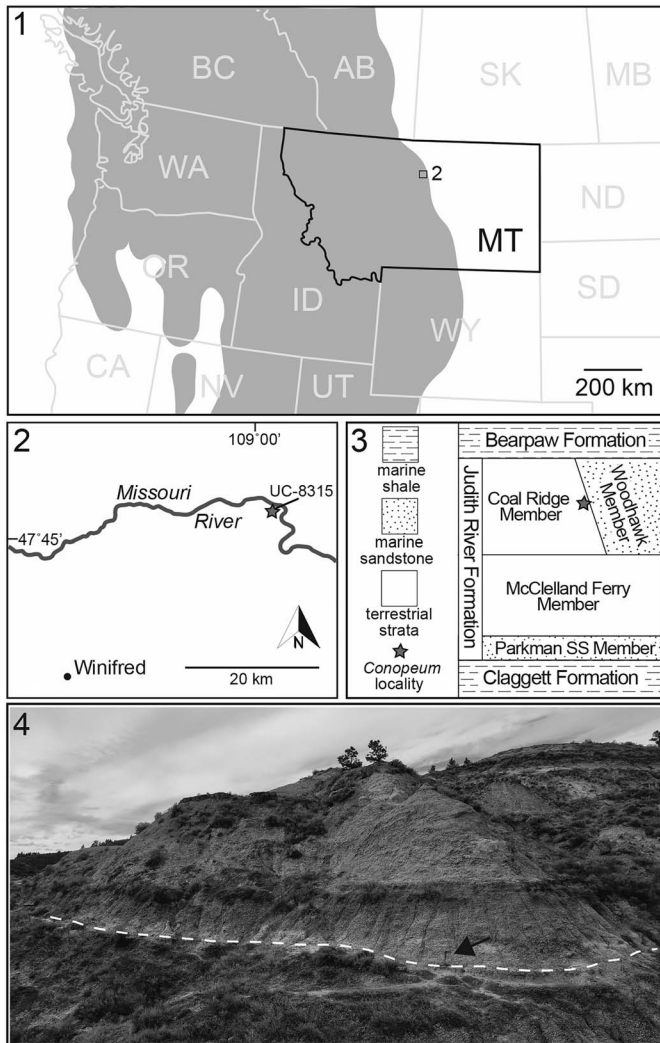 1
BC
AB
SK
MB
WA
2
ND
MT
OR
ID
SD
WY
CA
NV
UT
200 km
2
109°00'
UC-8315
Missouri
River
47°45'
N
Winifred
20 km
3
marine
shale
marine
sandstone
terrestrial
strata
Conopeum
locality
Judith River Formation
Bearpaw Formation
Coal Ridge
Member
Woodhawk
Member
McClelland Ferry
Member
Parkman SS Member
Claggett Formation
4